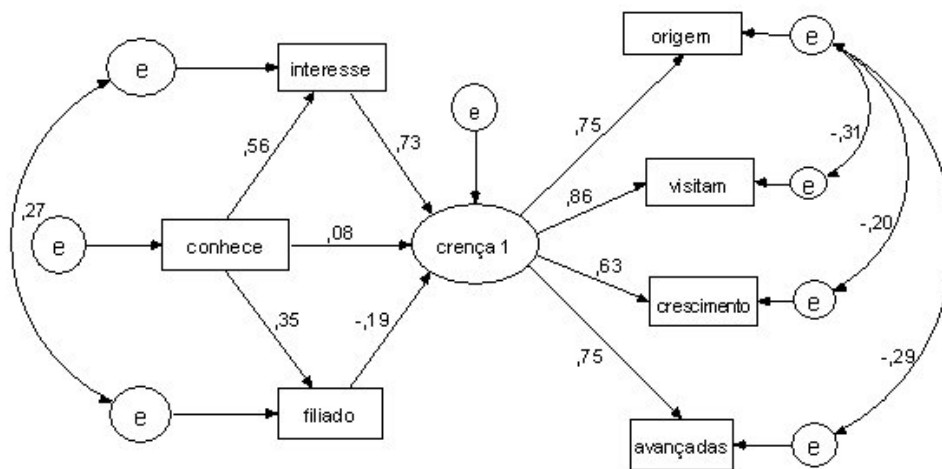 origem
e
e
interesse
e
,75
-,31
,56
,73
visitam
e
,86
-,20
,27
e
conhece
,08
crença 1
,63
crescimento
e
,35
-,19
,75
-,29
e
filiado
avançadas
e